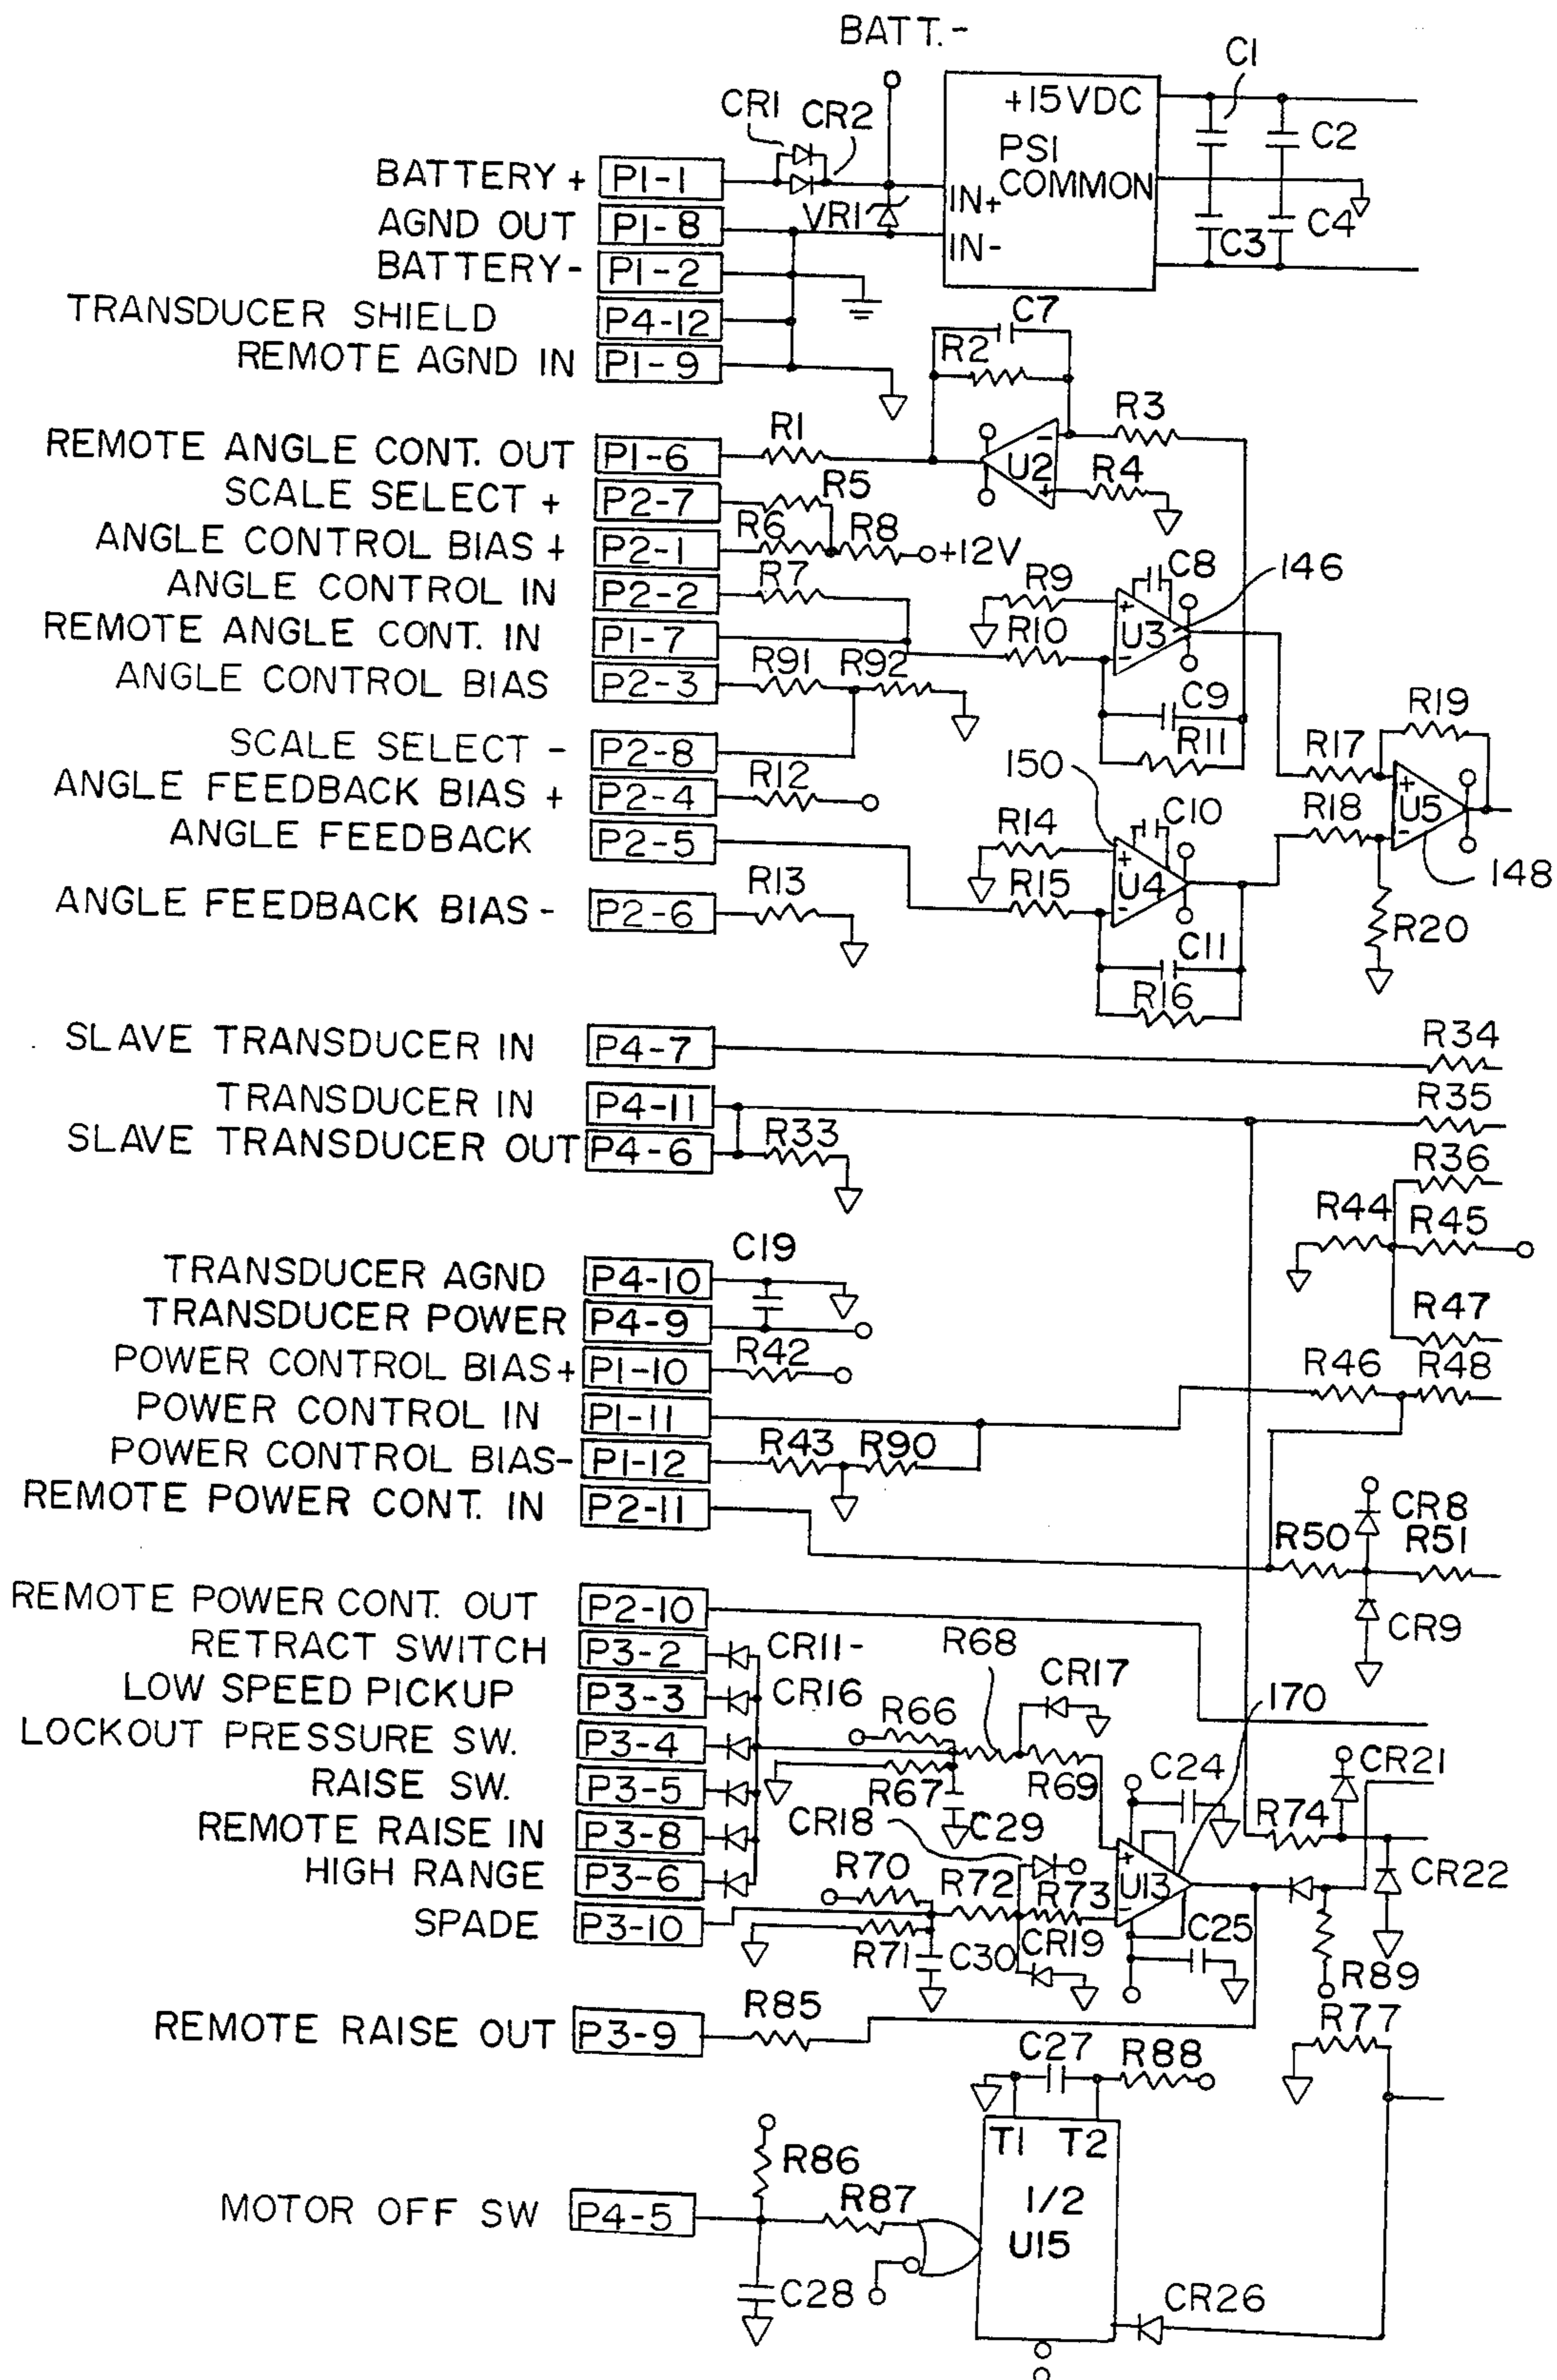 BATT.-
C1
+15VDC
CR1
CR2
C2
PS1
COMMON
BATTERY + P1-1
IN+
VR1
AGND OUT P1-8
C3
C4
IN-
BATTERY- P1-2
TRANSDUCER SHIELD P4-12
C7
REMOTE AGND IN P1-9
R2
R1
R3
REMOTE ANGLE CONT. OUT P1-6
-
U2
R4
+
SCALE SELECT + P2-7
R5
R6
R8
ANGLE CONTROL BIAS + P2-1
+12V
R7
R9
C8
146
ANGLE CONTROL IN P2-2
+
U3
-
REMOTE ANGLE CONT. IN P1-7
R10
R91
R92
ANGLE CONTROL BIAS P2-3
C9
R19
R11
SCALE SELECT - P2-8
R17
150
R12
+
U5
-
ANGLE FEEDBACK BIAS + P2-4
R18
R14
C10
ANGLE FEEDBACK P2-5
+
U4
-
148
R13
R15
ANGLE FEEDBACK BIAS - P2-6
R20
C11
R16
SLAVE TRANSDUCER IN P4-7
R34
TRANSDUCER IN P4-11
R35
SLAVE TRANSDUCER OUT P4-6
R33
R36
R44
R45
C19
TRANSDUCER AGND P4-10
TRANSDUCER POWER P4-9
R47
R42
POWER CONTROL BIAS+ P1-10
R46
R48
POWER CONTROL IN P1-11
R43
R90
POWER CONTROL BIAS- P1-12
REMOTE POWER CONT. IN P2-11
CR8
R50
R51
REMOTE POWER CONT. OUT P2-10
CR9
RETRACT SWITCH P3-2
CR11-
CR16
R68
CR17
LOW SPEED PICKUP P3-3
170
R66
LOCKOUT PRESSURE SW. P3-4
CR21
C24
R69
R67
RAISE SW. P3-5
R74
CR18
C29
REMOTE RAISE IN P3-8
+
U13
-
R70
R72
R73
HIGH RANGE P3-6
CR22
SPADE P3-10
C25
R71
C30
CR19
R89
R85
R77
REMOTE RAISE OUT P3-9
C27
R88
T1 T2
R86
1/2
U15
R87
MOTOR OFF SW P4-5
C28
CR26